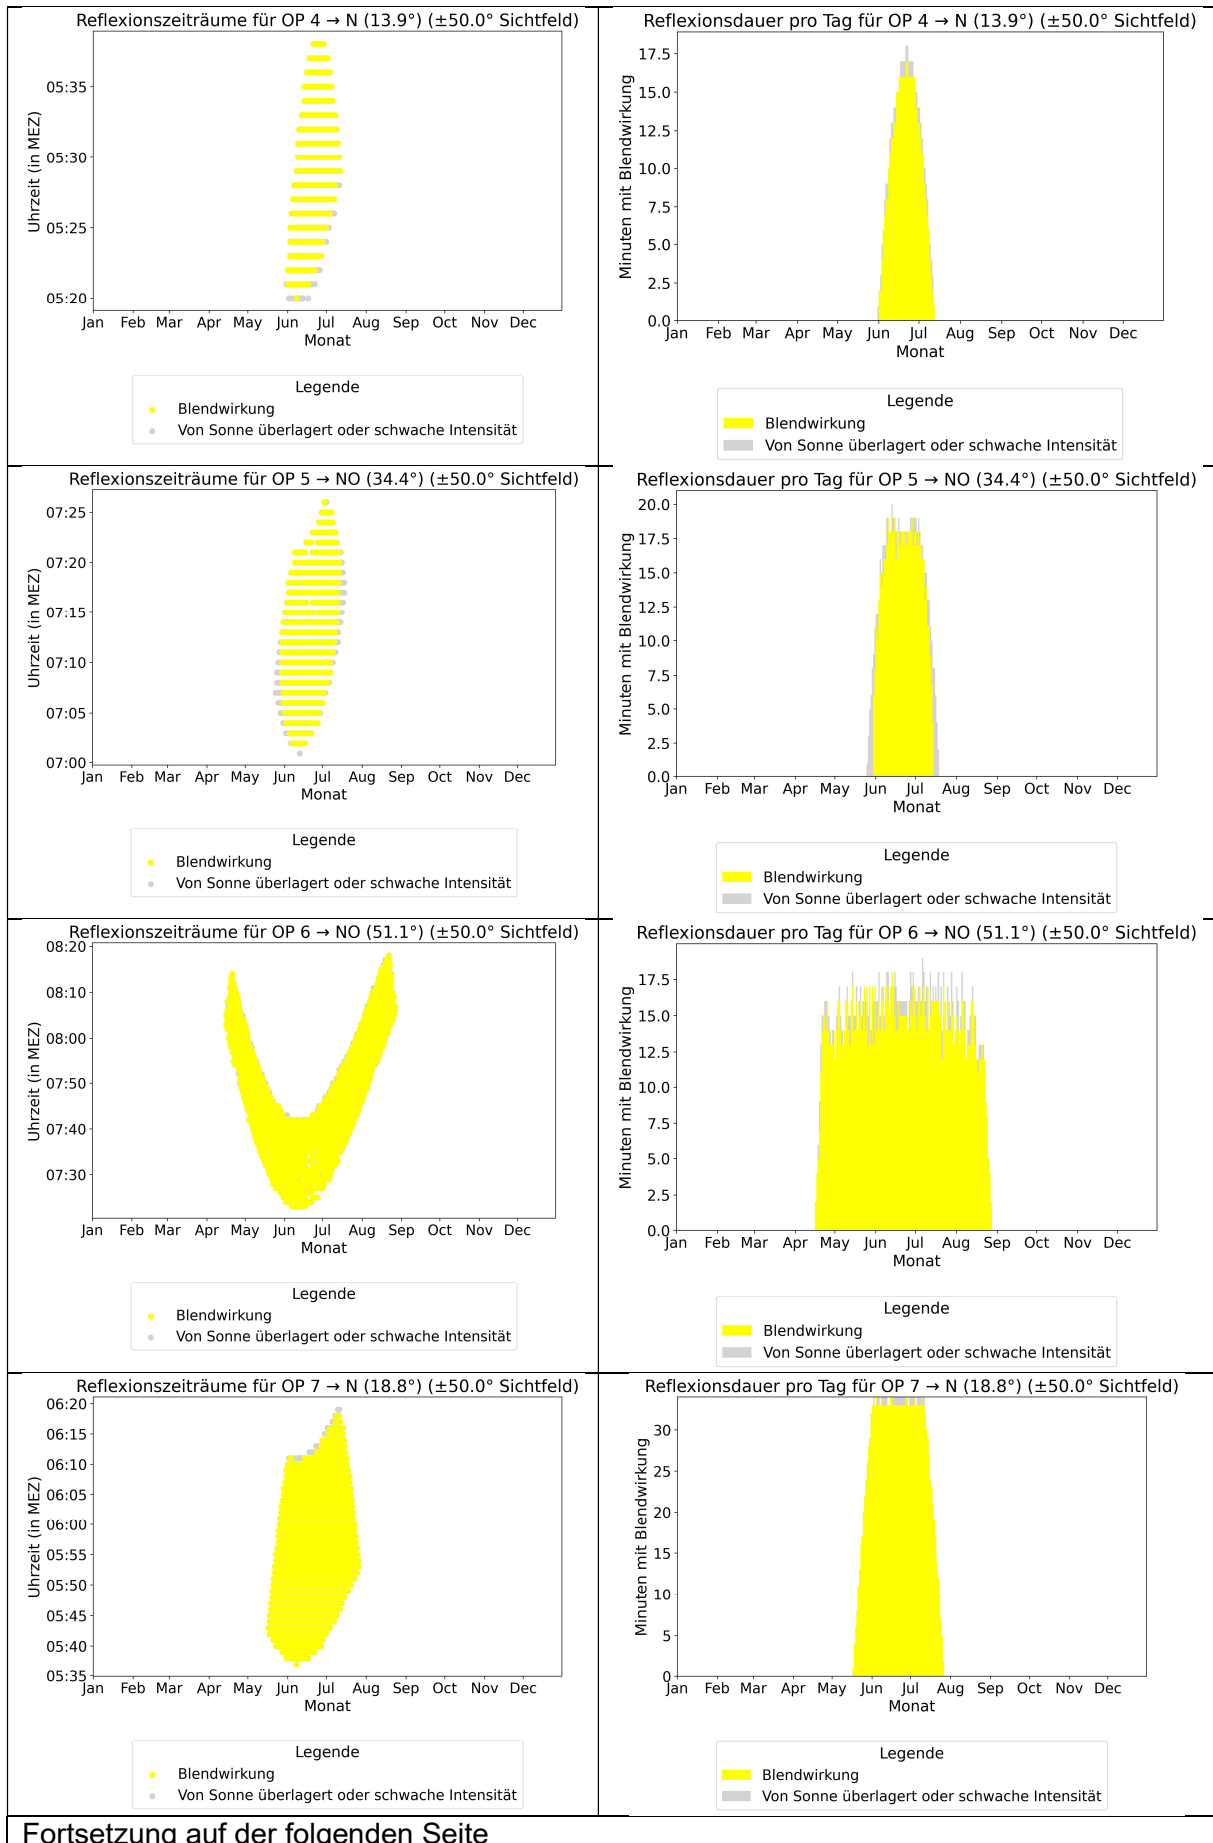 Reflexionszeiträume für OP 4 → N (13.9°) (±50.0° Sichtfeld)
Uhrzeit (in MEZ)
05:35
05:30
05:25
05:20
Jan Feb Mar Apr May Jun Jul Aug Sep Oct Nov Dec
Monat
Legende
Blendwirkung
Von Sonne überlagert oder schwache Intensität
Reflexionsdauer pro Tag für OP 4 → N (13.9°) (±50.0° Sichtfeld)
Minuten mit Blendwirkung
17.5
15.0
12.5
10.0
7.5
5.0
2.5
0.0
Jan Feb Mar Apr May Jun Jul Aug Sep Oct Nov Dec
Monat
Legende
Blendwirkung
Von Sonne überlagert oder schwache Intensität
Reflexionszeiträume für OP 5 → NO (34.4°) (±50.0° Sichtfeld)
Uhrzeit (in MEZ)
07:25
07:20
07:15
07:10
07:05
07:00
Jan Feb Mar Apr May Jun Jul Aug Sep Oct Nov Dec
Monat
Legende
Blendwirkung
Von Sonne überlagert oder schwache Intensität
Reflexionsdauer pro Tag für OP 5 → NO (34.4°) (±50.0° Sichtfeld)
Minuten mit Blendwirkung
20.0
17.5
15.0
12.5
10.0
7.5
5.0
2.5
0.0
Jan Feb Mar Apr May Jun Jul Aug Sep Oct Nov Dec
Monat
Legende
Blendwirkung
Von Sonne überlagert oder schwache Intensität
Reflexionszeiträume für OP 6 → NO (51.1°) (±50.0° Sichtfeld)
Uhrzeit (in MEZ)
08:20
08:10
08:00
07:50
07:40
07:30
Jan Feb Mar Apr May Jun Jul Aug Sep Oct Nov Dec
Monat
Legende
Blendwirkung
Von Sonne überlagert oder schwache Intensität
Reflexionsdauer pro Tag für OP 6 → NO (51.1°) (±50.0° Sichtfeld)
Minuten mit Blendwirkung
17.5
15.0
12.5
10.0
7.5
5.0
2.5
0.0
Jan Feb Mar Apr May Jun Jul Aug Sep Oct Nov Dec
Monat
Legende
Blendwirkung
Von Sonne überlagert oder schwache Intensität
Reflexionszeiträume für OP 7 → N (18.8°) (±50.0° Sichtfeld)
Uhrzeit (in MEZ)
06:20
06:15
06:10
06:05
06:00
05:55
05:50
05:45
05:40
05:35
Jan Feb Mar Apr May Jun Jul Aug Sep Oct Nov Dec
Monat
Legende
Blendwirkung
Von Sonne überlagert oder schwache Intensität
Reflexionsdauer pro Tag für OP 7 → N (18.8°) (±50.0° Sichtfeld)
Minuten mit Blendwirkung
30
25
20
15
10
5
0
Jan Feb Mar Apr May Jun Jul Aug Sep Oct Nov Dec
Monat
Legende
Blendwirkung
Von Sonne überlagert oder schwache Intensität
Fortsetzung auf der folgenden Seite